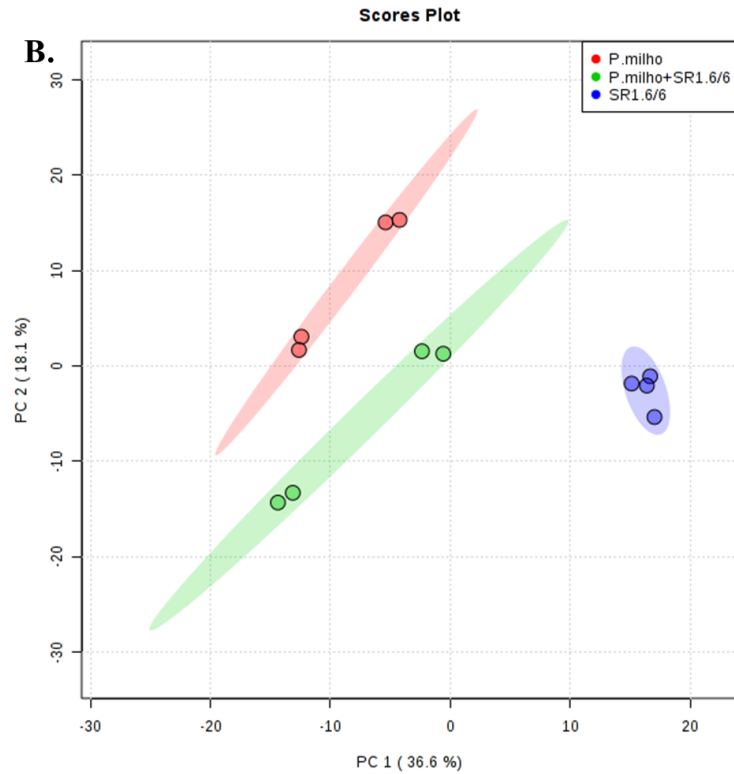 Scores Plot
B.
P.milho
P.milho+SR1.6/6
SR1.6/6
PC 2 ( 18.1 %)
30
20
10
0
-10
-20
-30
-30 -20 -10 0 10 20
PC 1 ( 36.6 %)